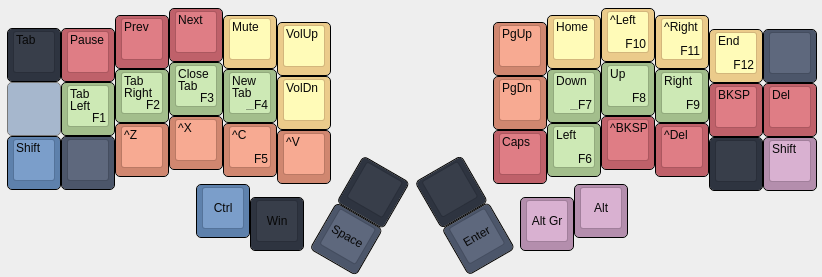 Tab
Pause
Prev
Next
Mute
VolUp
PgUp
Home
^Left
F10
^Right
F11
End
F12
Tab
Left
F1
Tab
Right
F2
Close
Tab
F3
New
Tab
_F4
VolDn
PgDn
Down
_F7
Up
F8
Right
F9
BKSP
Del
Shift
^Z
^X
^C
F5
^V
Caps
Left
F6
^BKSP
^Del
Shift
Ctrl
Win
Space
Enter
Alt Gr
Alt